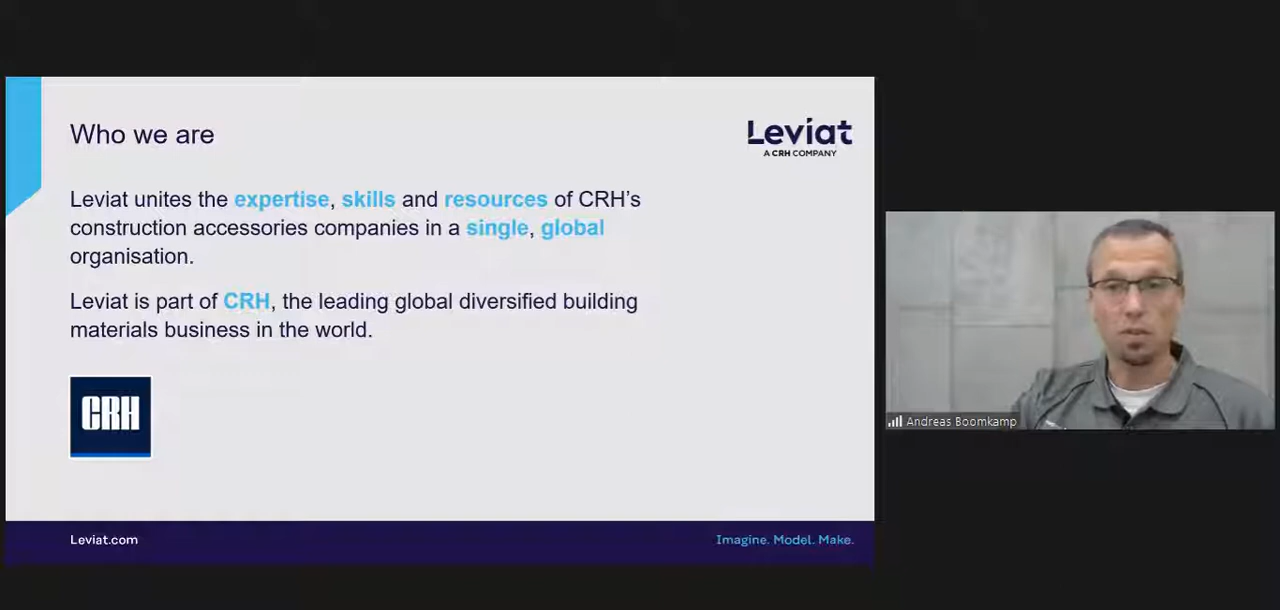 Who we are
Leviat
A CRH COMPANY
Leviat unites the expertise, skills and resources of CRH’s
construction accessories companies in a single, global
organisation.
Leviat is part of CRH, the leading global diversified building
materials business in the world.
CRH
Leviat.com
Imagine. Model. Make.
Andreas Boomkamp